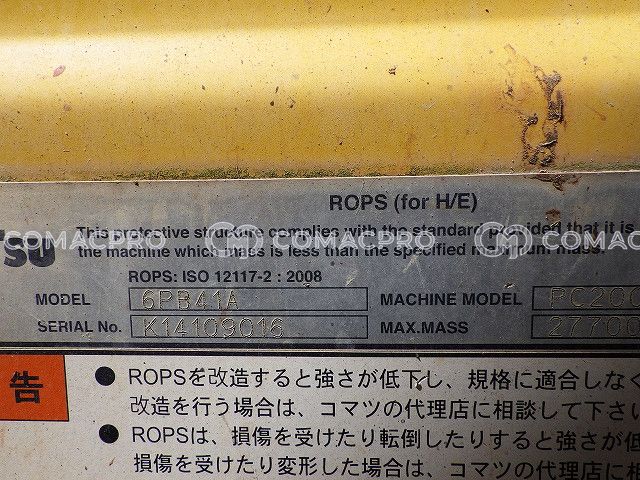 ROPS (for H/E)
TSU
This protective structure complies with the standard provided that it is
the machine which mass is less than the specified maximum mass.
ROPS: ISO 12117-2 : 2008
MODEL 6PB41A MACHINE MODEL PC200
SERIAL No. K14109016 MAX.MASS 27700
COMACPRO COMACPRO COMACPRO
告
● ROPSを改造すると強さが低下し、規格に適合しなく
改造を行う場合は、コマツの代理店に相談して下さ
● ROPSは、損傷を受けたり転倒したりすると強さが低
損傷を受けたり変形した場合は、コマツの代理店に相